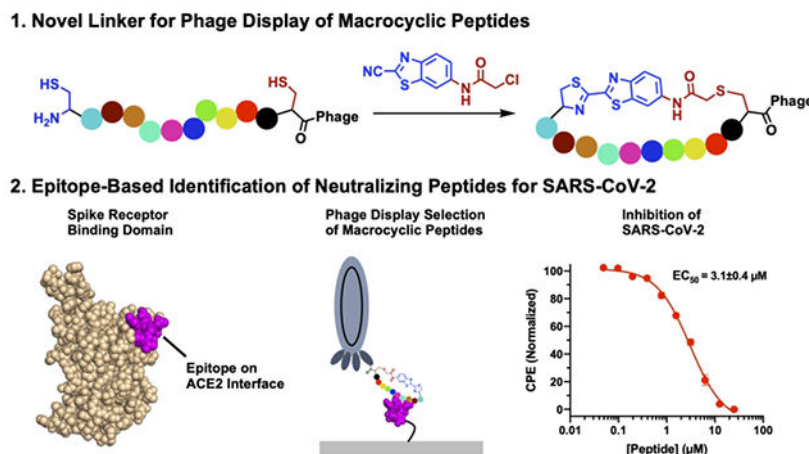 1. Novel Linker for Phage Display of Macrocyclic Peptides
HS
H₂N
HS
Phage
O
NC
N
S
N
H
O
Cl
S
N
N
S
N
H
O
S
Phage
O
2. Epitope-Based Identification of Neutralizing Peptides for SARS-CoV-2
Spike Receptor
Binding Domain
Epitope on
ACE2 Interface
Phage Display Selection
of Macrocyclic Peptides
Inhibition of
SARS-CoV-2
EC₅₀ = 3.1±0.4 µM
CPE (Normalized)
100
80
60
40
20
0
0.01 0.1 1 10 100
[Peptide] (µM)